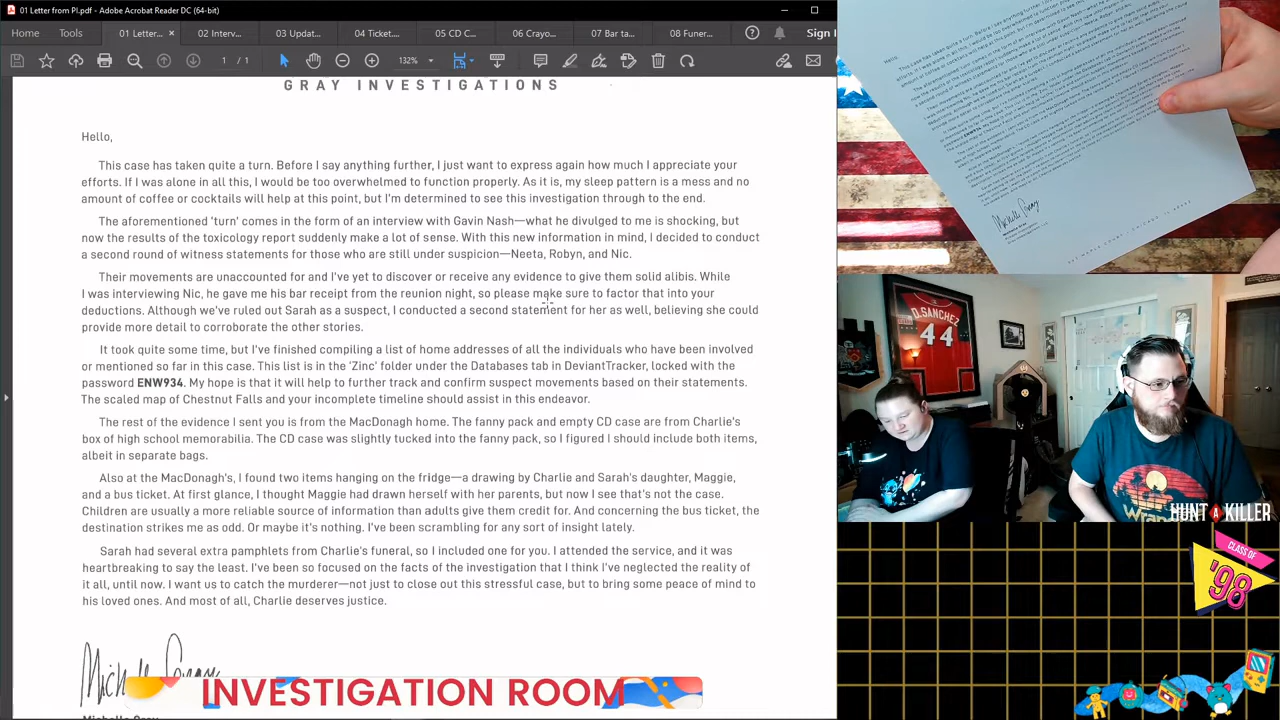 01 Letter from PI.pdf - Adobe Acrobat Reader DC (64-bit)
Home Tools 01 Letter... × 02 Interv... 03 Updat... 04 Ticket.... 05 CD C... 06 Crayo... 07 Bar ta... 08 Funer... Sign I
1 / 1 132%
GRAY INVESTIGATIONS
Hello,
This case has taken quite a turn. Before I say anything further, I just want to express again how much I appreciate your
efforts. If I was alone in all this, I would be too overwhelmed to function properly. As it is, my sleep pattern is a mess and no
amount of coffee or cocktails will help at this point, but I'm determined to see this investigation through to the end.
The aforementioned 'turn' comes in the form of an interview with Gavin Nash—what he divulged to me is shocking, but
now the results of the toxicology report suddenly make a lot of sense. With this new information in mind, I decided to conduct
a second round of witness statements for those who are still under suspicion—Neeta, Robyn, and Nic.
Their movements are unaccounted for and I've yet to discover or receive any evidence to give them solid alibis. While
I was interviewing Nic, he gave me his bar receipt from the reunion night, so please make sure to factor that into your
deductions. Although we've ruled out Sarah as a suspect, I conducted a second statement for her as well, believing she could
provide more detail to corroborate the other stories.
It took quite some time, but I've finished compiling a list of home addresses of all the individuals who have been involved
or mentioned so far in this case. This list is in the 'Zinc' folder under the Databases tab in DeviantTracker, locked with the
password ENW934. My hope is that it will help to further track and confirm suspect movements based on their statements.
The scaled map of Chestnut Falls and your incomplete timeline should assist in this endeavor.
The rest of the evidence I sent you is from the MacDonagh home. The fanny pack and empty CD case are from Charlie's
box of high school memorabilia. The CD case was slightly tucked into the fanny pack, so I figured I should include both items,
albeit in separate bags.
Also at the MacDonagh's, I found two items hanging on the fridge—a drawing by Charlie and Sarah's daughter, Maggie,
and a bus ticket. At first glance, I thought Maggie had drawn herself with her parents, but now I see that's not the case.
Children are usually a more reliable source of information than adults give them credit for. And concerning the bus ticket, the
destination strikes me as odd. Or maybe it's nothing. I've been scrambling for any sort of insight lately.
Sarah had several extra pamphlets from Charlie's funeral, so I included one for you. I attended the service, and it was
heartbreaking to say the least. I've been so focused on the facts of the investigation that I think I've neglected the reality of
it all, until now. I want us to catch the murderer—not just to close out this stressful case, but to bring some peace of mind to
his loved ones. And most of all, Charlie deserves justice.
Michelle Gray
INVESTIGATION ROOM
D.SANCHEZ
44
HUNT A KILLER
CLASS OF
'98